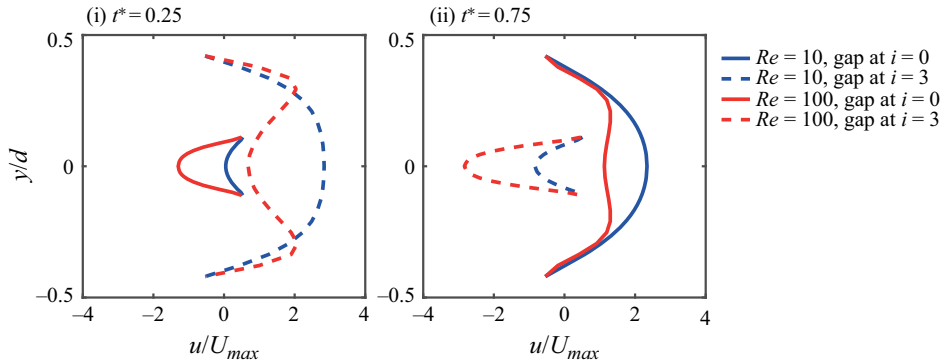 (i) t* = 0.25
(ii) t* = 0.75
0.5
0
–0.5
y/d
–4
–2
0
2
4
u/U_max
0.5
0
–0.5
–4
–2
0
2
4
u/U_max
Re = 10, gap at i = 0
Re = 10, gap at i = 3
Re = 100, gap at i = 0
Re = 100, gap at i = 3